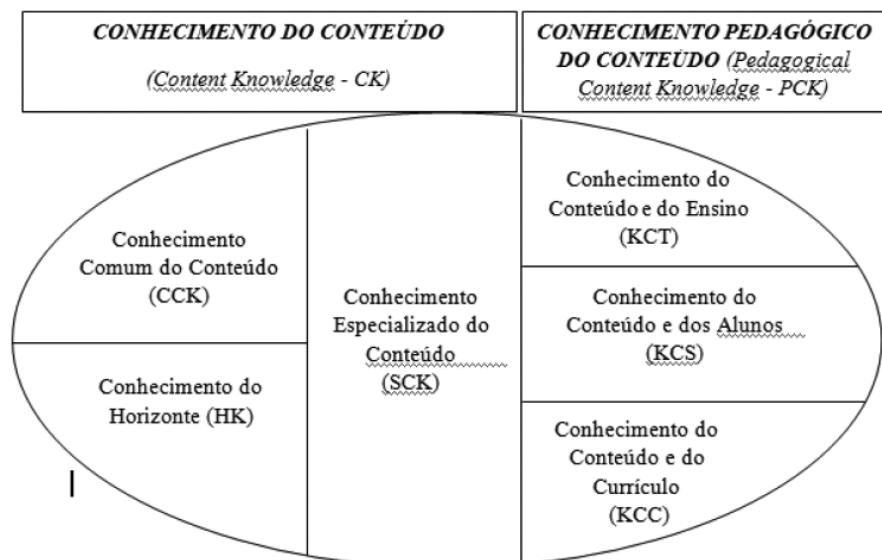 CONHECIMENTO DO CONTEÚDO
(Content Knowledge - CK)
CONHECIMENTO PEDAGÓGICO
DO CONTEÚDO (Pedagogical
Content Knowledge - PCK)
Conhecimento
Comum do Conteúdo
(CCK)
Conhecimento do
Horizonte (HK)
Conhecimento
Especializado do
Conteúdo
(SCK)
Conhecimento do
Conteúdo e do Ensino
(KCT)
Conhecimento do
Conteúdo e dos Alunos
(KCS)
Conhecimento do
Conteúdo e do
Currículo
(KCC)